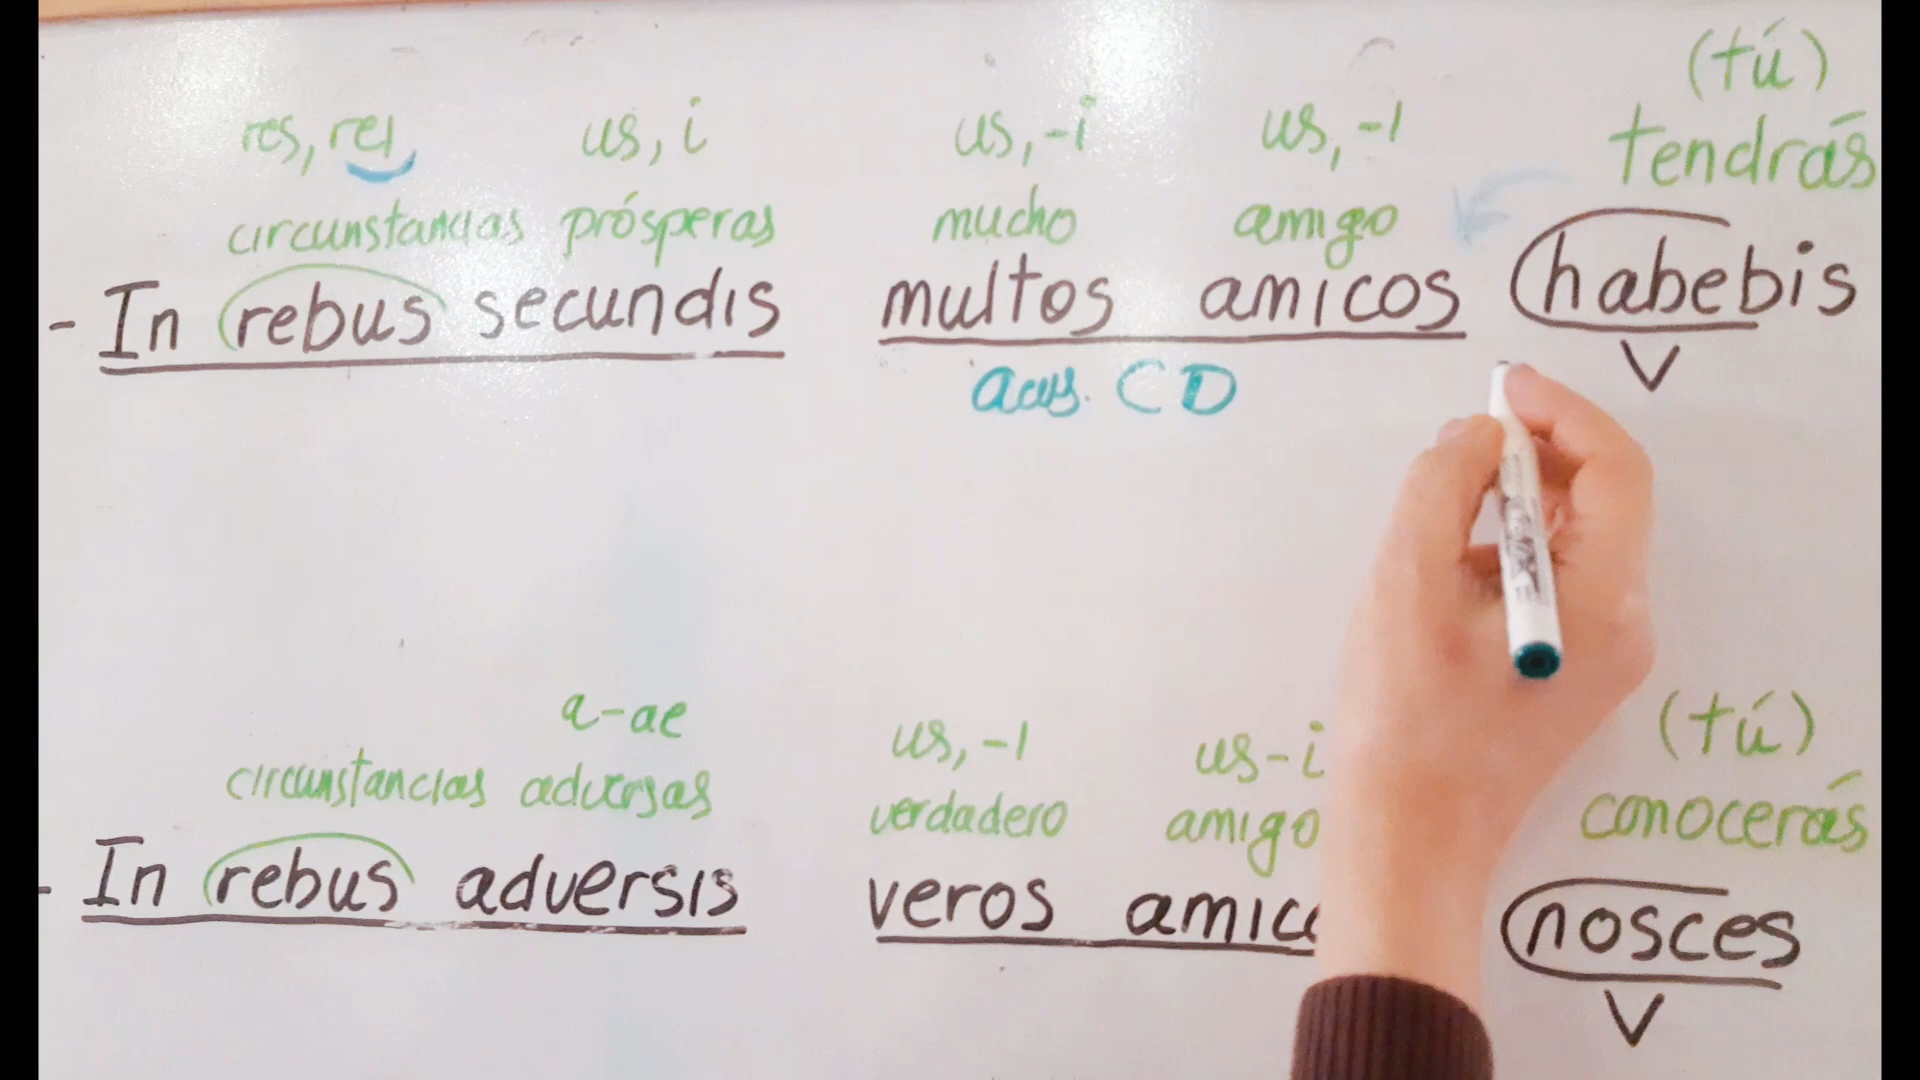 (tú)
res, rei us, i us, -i us, -i tendrás
circunstancias prósperas mucho amigo
- In rebus secundis multos amicos habebis
acus. CD V
a-ae (tú)
us, -i us-i
circunstancias adversas verdadero amigo conocerás
- In rebus adversis veros amico nosces
V